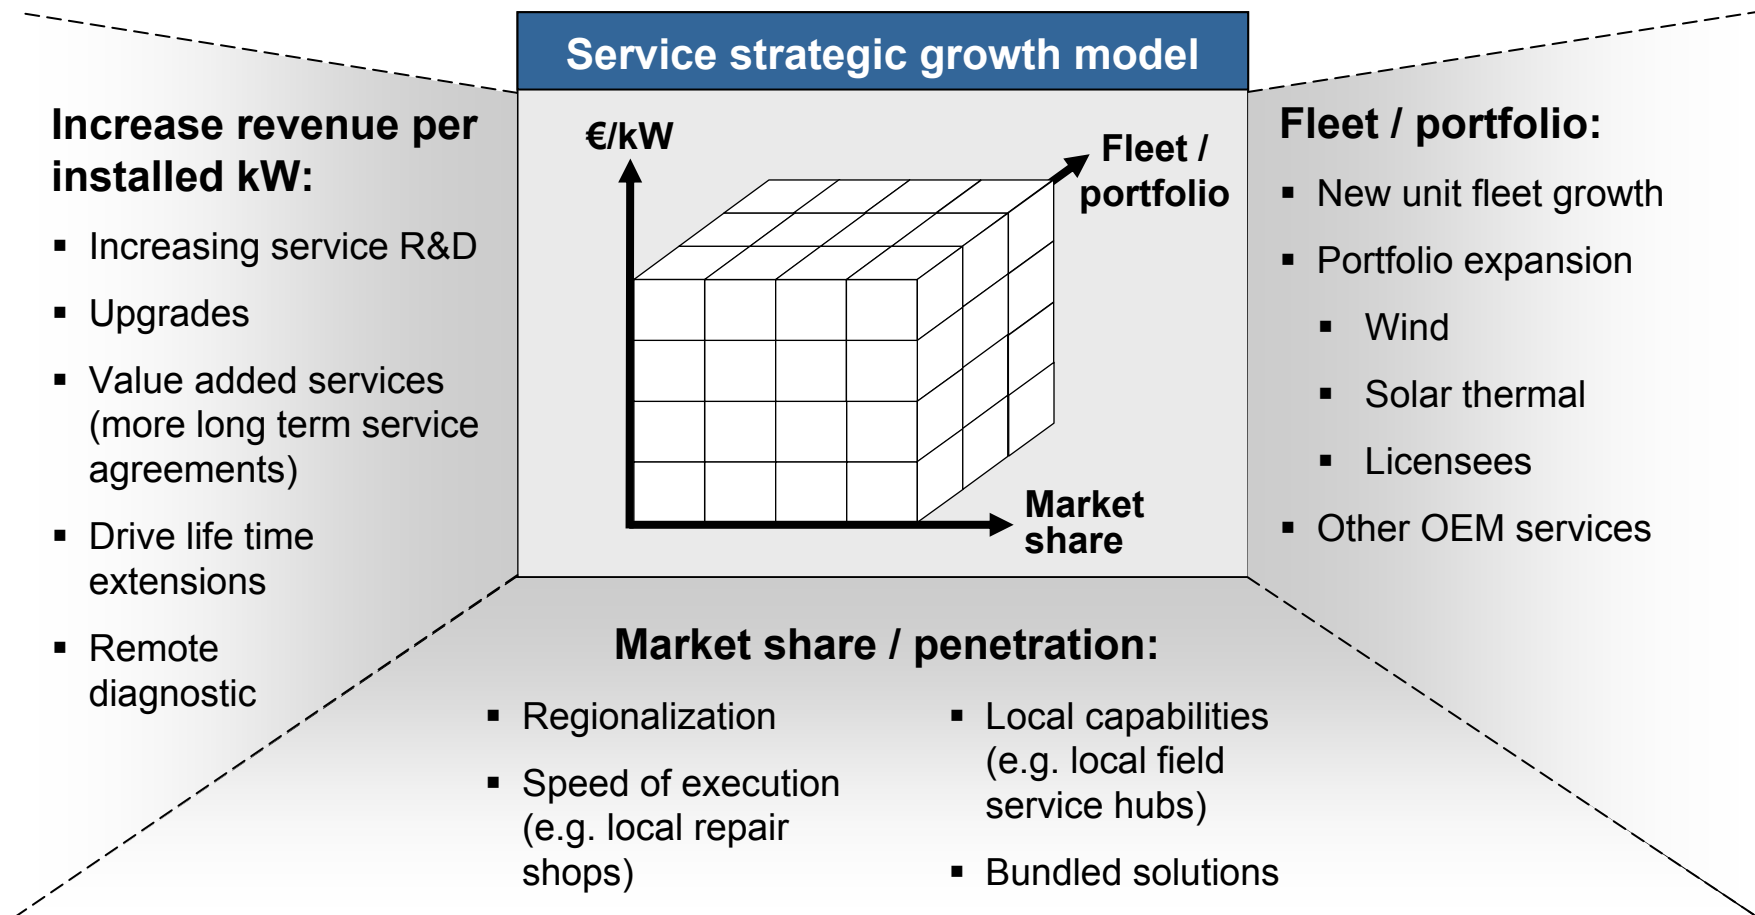 Service strategic growth model
Increase revenue per
installed kW:
▪ Increasing service R&D
▪ Upgrades
▪ Value added services
(more long term service
agreements)
▪ Drive life time
extensions
▪ Remote
diagnostic
€/kW
Fleet /
portfolio
Market
share
Fleet / portfolio:
▪ New unit fleet growth
▪ Portfolio expansion
▪ Wind
▪ Solar thermal
▪ Licensees
▪ Other OEM services
Market share / penetration:
▪ Regionalization
▪ Speed of execution
(e.g. local repair
shops)
▪ Local capabilities
(e.g. local field
service hubs)
▪ Bundled solutions